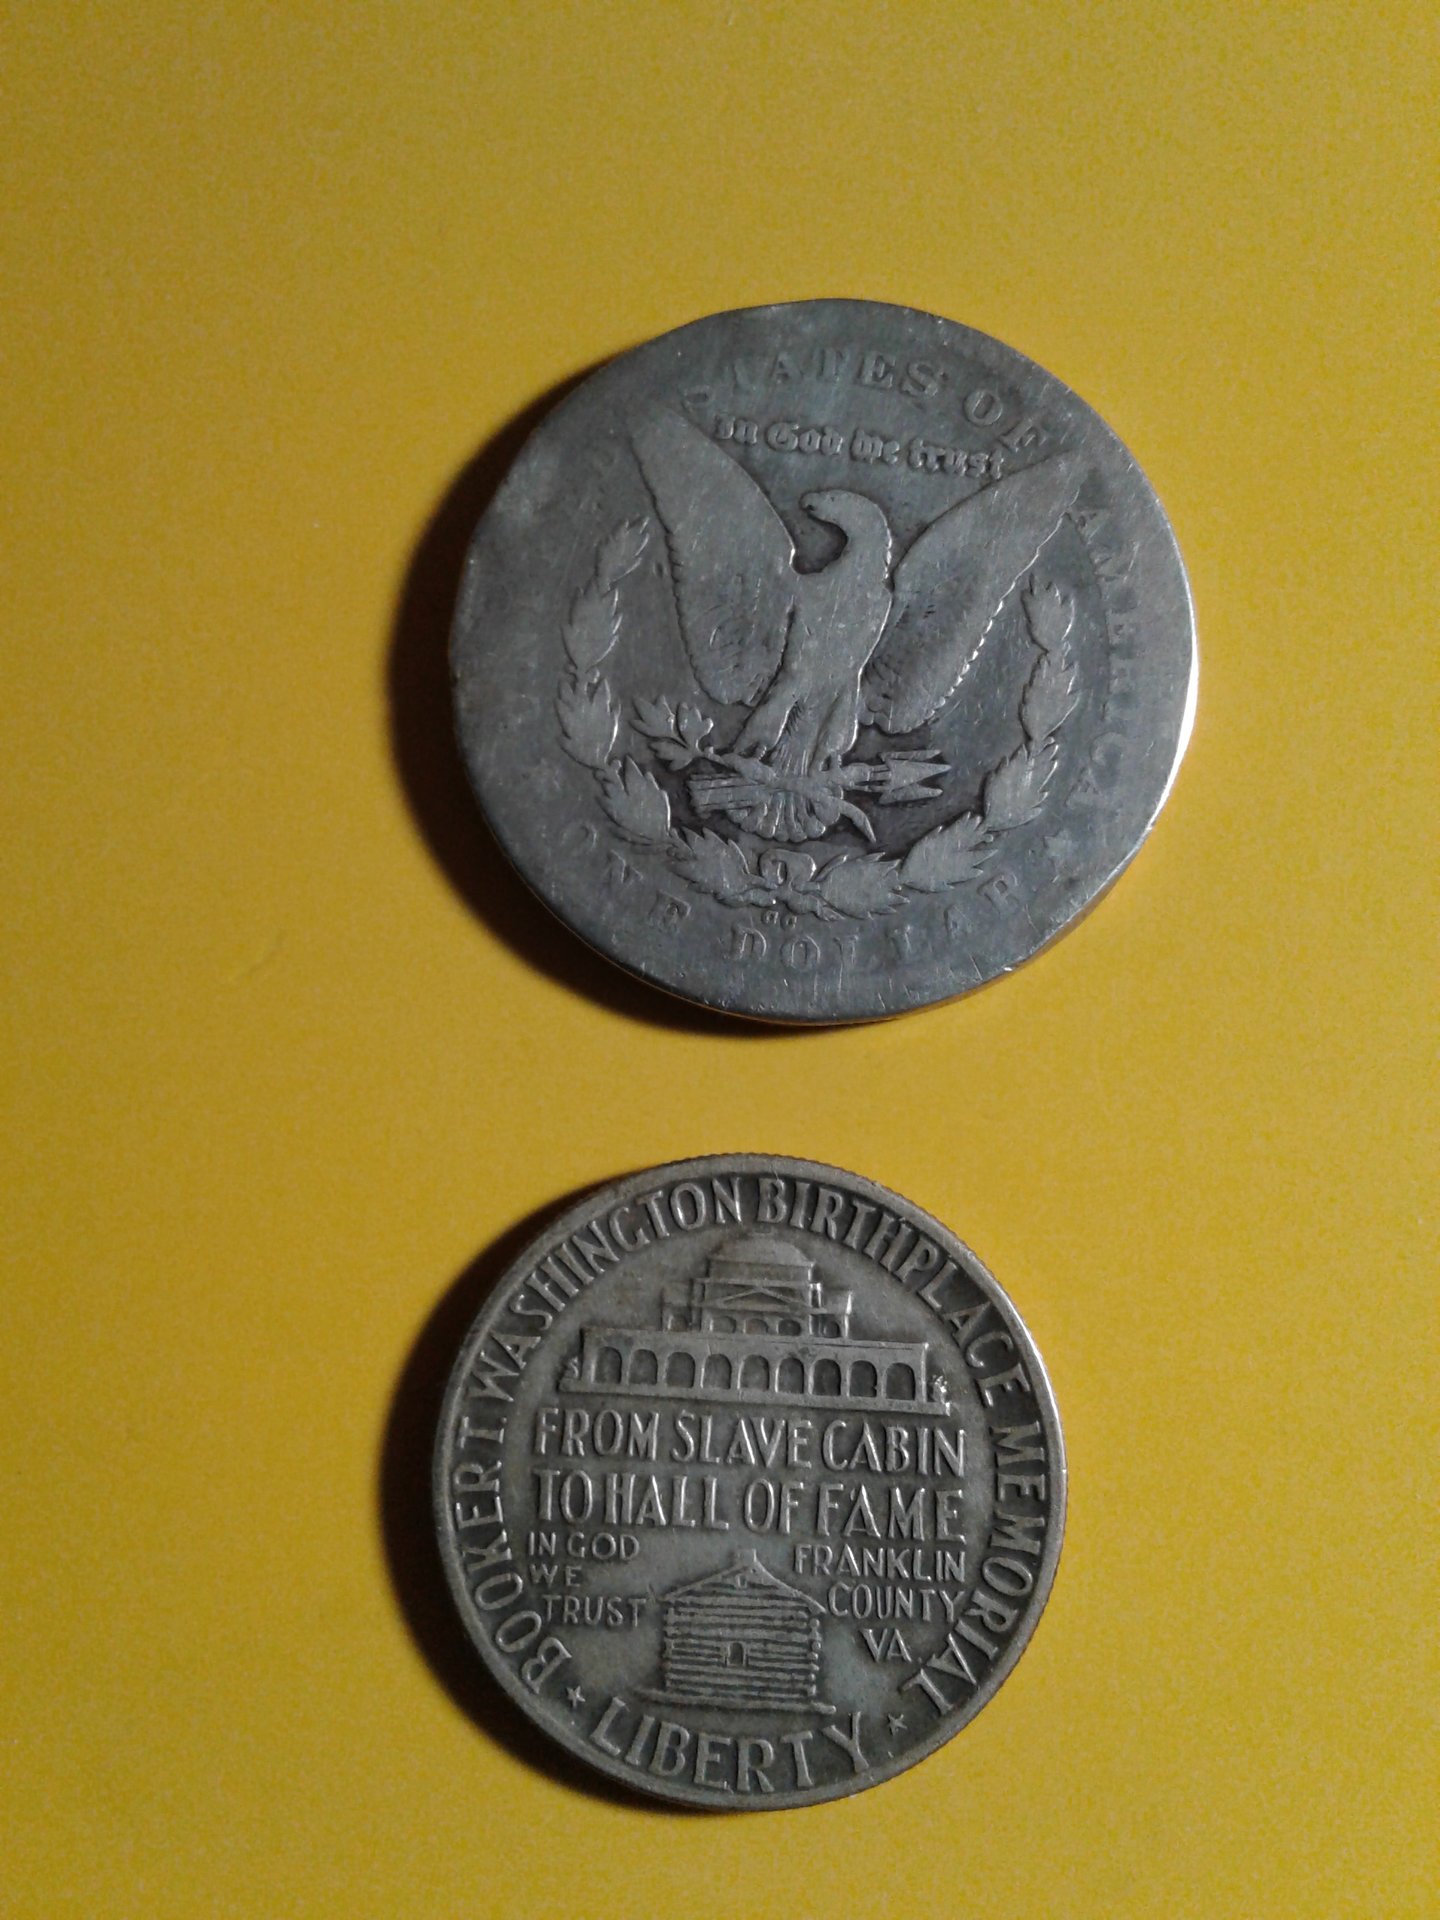 STATES OF AMERICA
In God we trust
ONE DOLLAR
CC
BOOKER T. WASHINGTON BIRTHPLACE MEMORIAL
FROM SLAVE CABIN
TO HALL OF FAME
IN GOD
WE
TRUST
FRANKLIN
COUNTY
VA.
LIBERTY